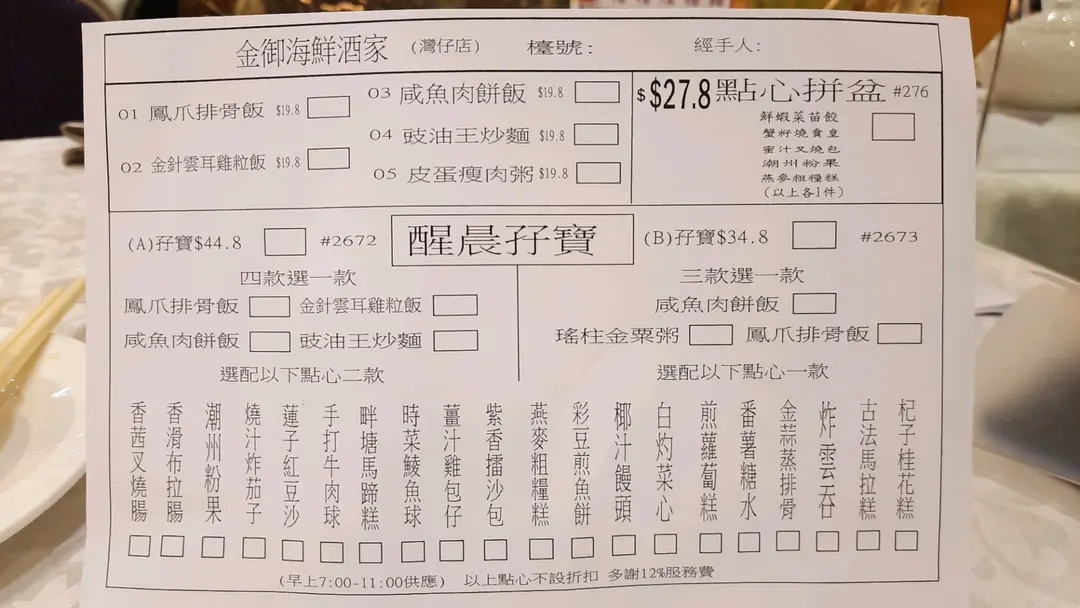 金御海鮮酒家 (灣仔店) 檯號: 經手人:
01 鳳爪排骨飯 $19.8
02 金針雲耳雞粒飯 $19.8
03 咸魚肉餅飯 $19.8
04 豉油王炒麵 $19.8
05 皮蛋瘦肉粥 $19.8
$ $27.8 點心拼盆 #276
鮮蝦菜苗餃
蟹籽燒賣皇
蜜汁叉燒包
潮州粉果
燕麥粗糧糕
(以上各1件)
醒晨孖寶
(A)孖寶$44.8 #2672
四款選一款
鳳爪排骨飯 金針雲耳雞粒飯
咸魚肉餅飯 豉油王炒麵
選配以下點心二款
(B)孖寶$34.8 #2673
三款選一款
咸魚肉餅飯
瑤柱金粟粥 鳳爪排骨飯
選配以下點心一款
香茜叉燒腸
香滑布拉腸
潮州粉果
燒汁炸茄子
蓮子紅豆沙
手打牛肉球
畔塘馬蹄糕
時菜鯪魚球
薑汁雞包仔
紫香擂沙包
燕麥粗糧糕
彩豆煎魚餅
椰汁饅頭
白灼菜心
煎蘿蔔糕
番薯糖水
金蒜蒸排骨
炸雲吞
古法馬拉糕
杞子桂花糕
(早上7:00-11:00供應) 以上點心不設折扣 多謝12%服務費